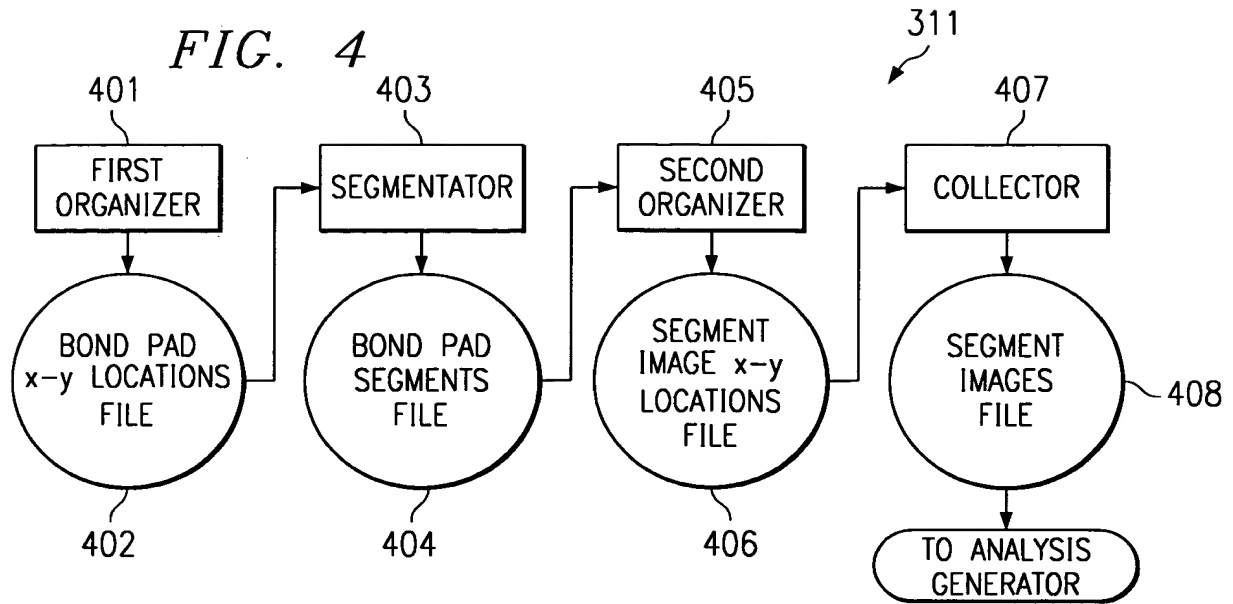 FIG. 4
311
401
403
405
407
FIRST
ORGANIZER
SEGMENTATOR
SECOND
ORGANIZER
COLLECTOR
BOND PAD
x-y LOCATIONS
FILE
BOND PAD
SEGMENTS
FILE
SEGMENT
IMAGE x-y
LOCATIONS
FILE
SEGMENT
IMAGES
FILE
408
402
404
406
TO ANALYSIS
GENERATOR